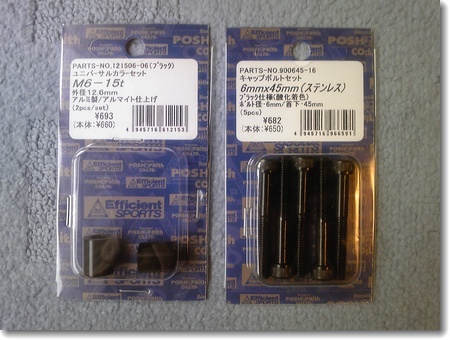 PARTS-NO.121506-06(ﾌﾞﾗｯｸ)
ユニバーサルカラーセット
M6-15t
外径12.6mm
アルミ製/アルマイト仕上げ
(2pcs/set)
¥693
(本体:¥660)
Efficient
SPORTS
PARTS-NO.900645-16
キャップボルトセット
6mmx45mm(ステンレス)
ﾌﾞﾗｯｸ仕様(酸化着色)
ﾎﾞﾙﾄ径・6mm/首下・45mm
(5pcs)
¥682
(本体:¥650)
Efficient
SPORTS